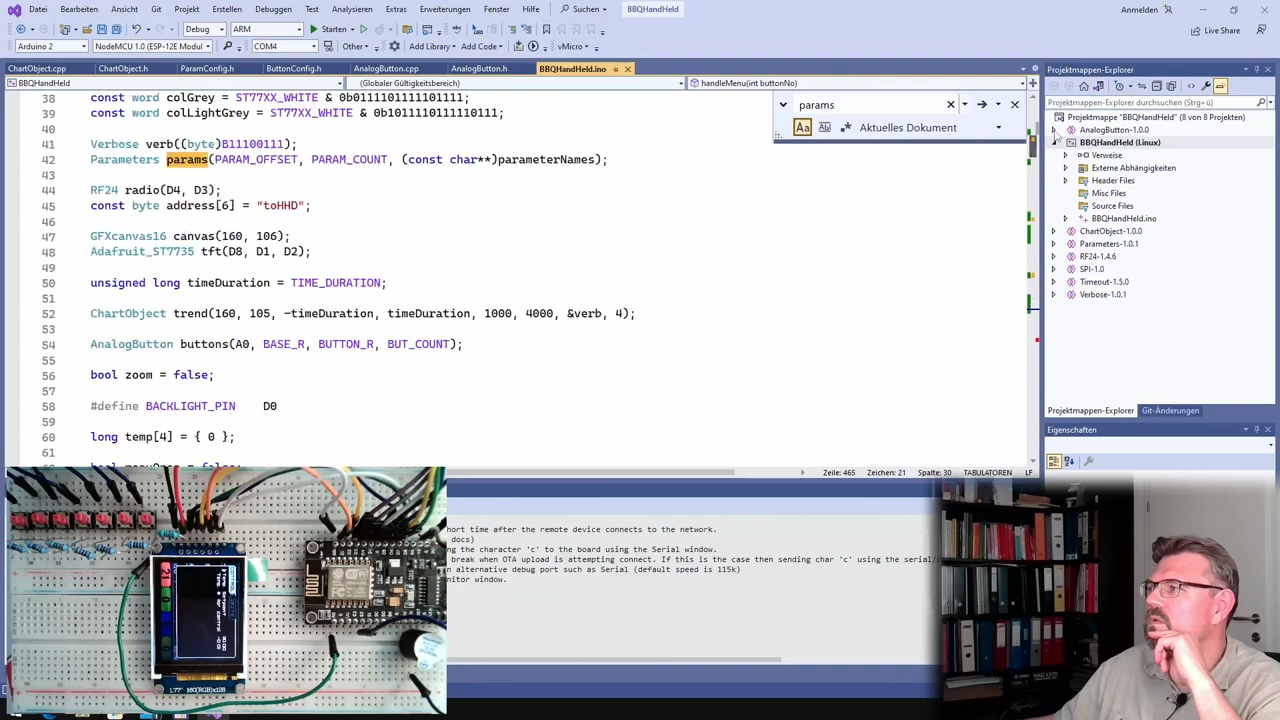 Datei Bearbeiten Ansicht Git Projekt Erstellen Debuggen Test Analysieren Extras Erweiterungen Fenster Hilfe Suchen BBQHandHeld Anmelden
Debug ARM Starten Live Share
Arduino 2 NodeMCU 1.0 (ESP-12E Modul COM4 Other Add Library Add Code vMicro
ChartObject.cpp ChartObject.h ParamConfig.h ButtonConfig.h AnalogButton.cpp AnalogButton.h BBQHandHeld.ino
BBQHandHeld (Globaler Gültigkeitsbereich) handleMenu(int buttonNo)
38 const word colGrey = ST77XX_WHITE & 0b0111101111101111;
39 const word colLightGrey = ST77XX_WHITE & 0b1011110111110111;
40
41 Verbose verb((byte)B11100111);
42 Parameters params(PARAM_OFFSET, PARAM_COUNT, (const char**)parameterNames);
43
44 RF24 radio(D4, D3);
45 const byte address[6] = "toHHD";
46
47 GFXcanvas16 canvas(160, 106);
48 Adafruit_ST7735 tft(D8, D1, D2);
49
50 unsigned long timeDuration = TIME_DURATION;
51
52 ChartObject trend(160, 105, -timeDuration, timeDuration, 1000, 4000, &verb, 4);
53
54 AnalogButton buttons(A0, BASE_R, BUTTON_R, BUT_COUNT);
55
56 bool zoom = false;
57
58 #define BACKLIGHT_PIN D0
59
60 long temp[4] = { 0 };
61
params
Aa Aktuelles Dokument
Zeile: 465 Zeichen: 21 Spalte: 30 TABULATOREN LF
Projektmappen-Explorer
Projektmappen-Explorer durchsuchen (Strg+ü)
Projektmappe "BBQHandHeld" (8 von 8 Projekten)
AnalogButton-1.0.0
BBQHandHeld (Linux)
Verweise
Externe Abhängigkeiten
Header Files
Misc Files
Source Files
BBQHandHeld.ino
ChartObject-1.0.0
Parameters-1.0.1
RF24-1.4.6
SPI-1.0
Timeout-1.5.0
Verbose-1.0.1
Projektmappen-Explorer Git-Änderungen
Eigenschaften
ort time after the remote device connects to the network.
docs)
ng the character 'c' to the board using the Serial window.
break when OTA upload is attempting connect. If this is the case then sending char 'c' using the serial/
n alternative debug port such as Serial (default speed is 115k)
nitor window.
1.77" 160(RGB)x128